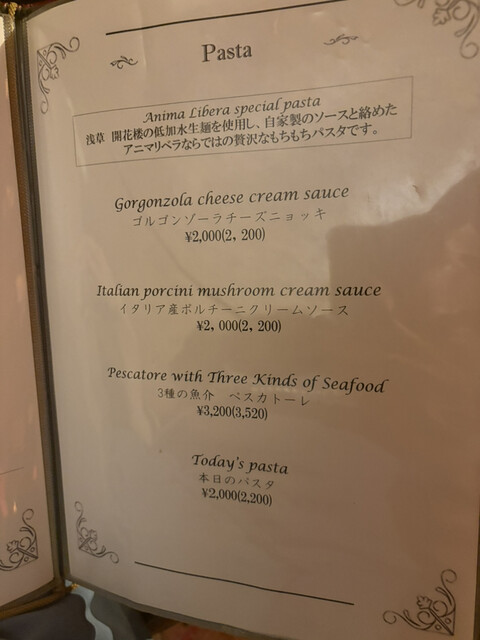 Pasta
Anima Libera special pasta
浅草 開花楼の低加水生麺を使用し、自家製のソースと絡めた
アニマリベラならではの贅沢なもちもちパスタです。
Gorgonzola cheese cream sauce
ゴルゴンゾーラチーズニョッキ
¥2,000(2, 200)
Italian porcini mushroom cream sauce
イタリア産ポルチーニクリームソース
¥2, 000(2, 200)
Pescatore with Three Kinds of Seafood
3種の魚介 ペスカトーレ
¥3,200(3,520)
Today's pasta
本日のパスタ
¥2,000(2,200)